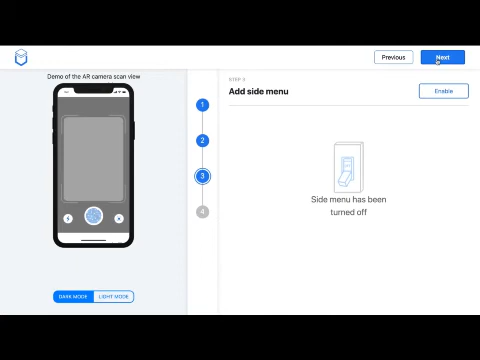 Previous
Next
Demo of the AR camera scan view
STEP 3
Add side menu
Enable
1
2
3
4
Side menu has been
turned off
DARK MODE
LIGHT MODE